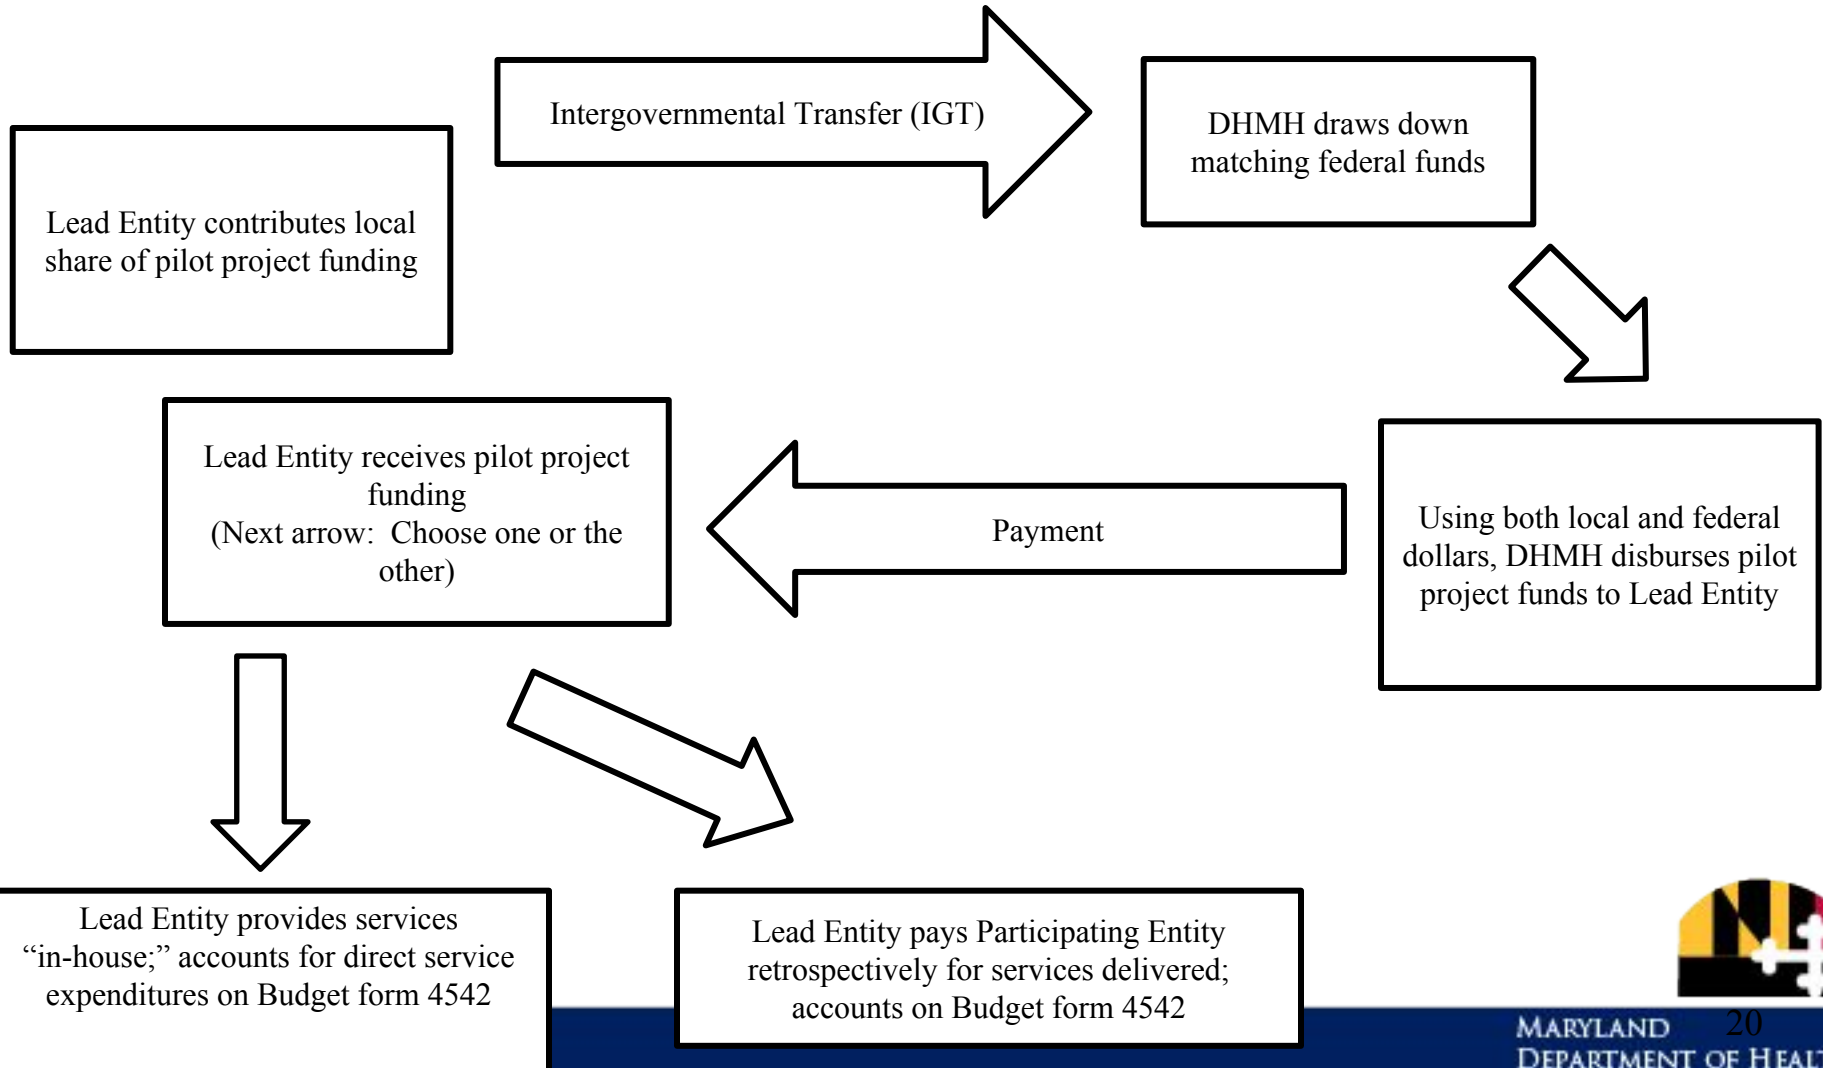 Intergovernmental Transfer (IGT)
DHMH draws down
matching federal funds
Lead Entity contributes local
share of pilot project funding
Lead Entity receives pilot project
funding
(Next arrow:  Choose one or the
other)
Payment
Using both local and federal
dollars, DHMH disburses pilot
project funds to Lead Entity
Lead Entity provides services
“in-house;” accounts for direct service
expenditures on Budget form 4542
Lead Entity pays Participating Entity
retrospectively for services delivered;
accounts on Budget form 4542
20
MARYLAND
DEPARTMENT OF HEALT